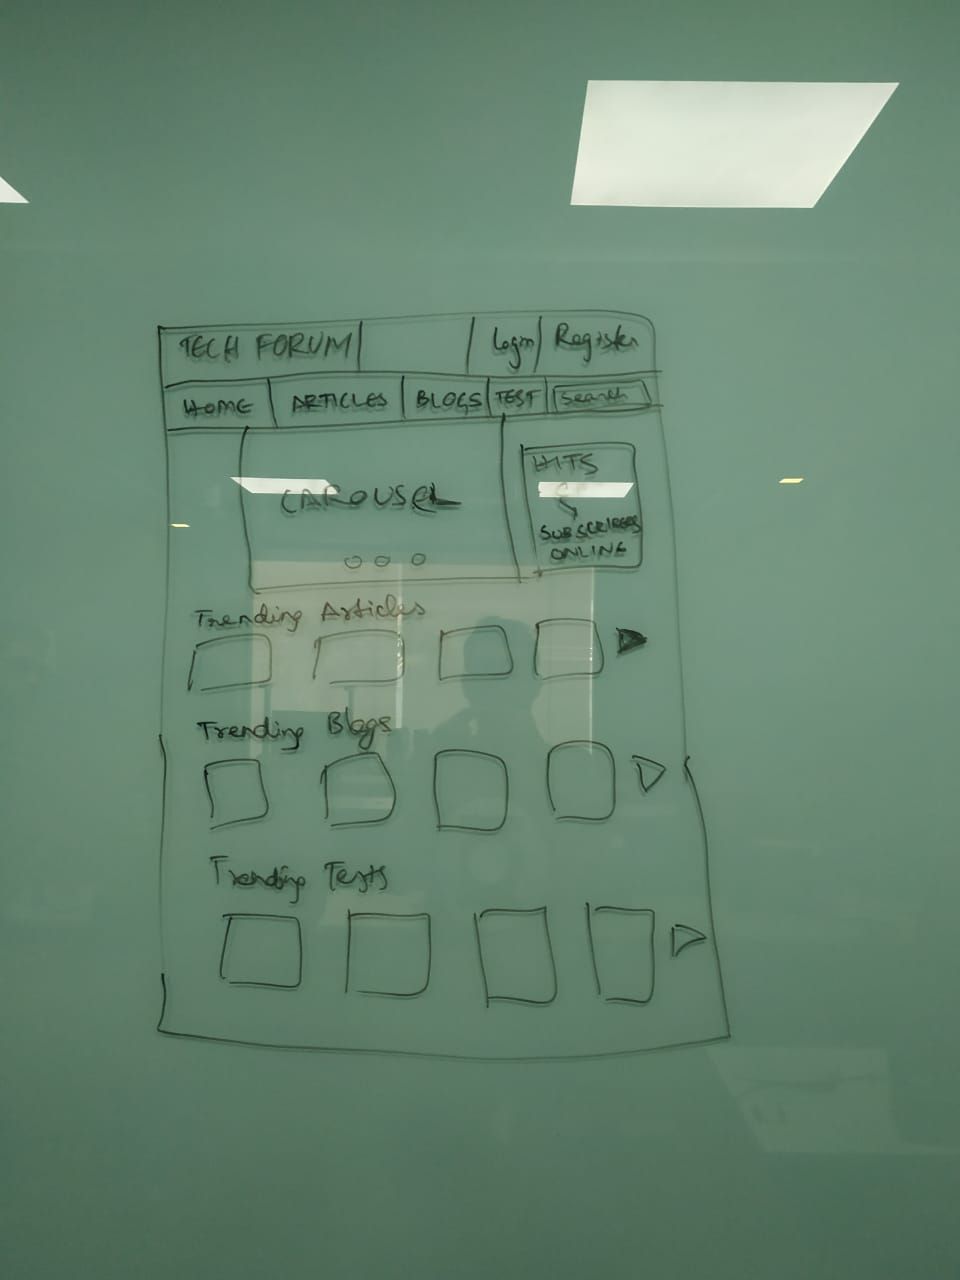 TECH FORUM Login Register
HOME ARTICLES BLOGS TEST Search
CAROUSEL
HITS
SUBSCRIBERS
ONLINE
Trending Articles
Trending Blogs
Trending Tests